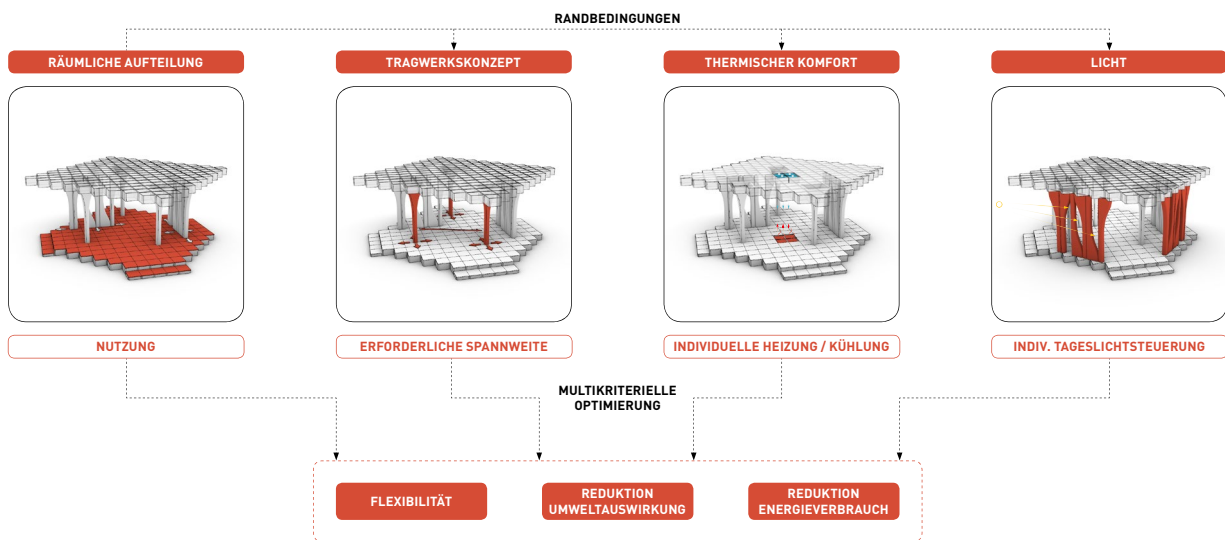 RANDBEDINGUNGEN
RÄUMLICHE AUFTEILUNG
TRAGWERKSKONZEPT
THERMISCHER KOMFORT
LICHT
NUTZUNG
ERFORDERLICHE SPANNWEITE
INDIVIDUELLE HEIZUNG / KÜHLUNG
INDIV. TAGESLICHTSTEUERUNG
MULTIKRITERIELLE
OPTIMIERUNG
FLEXIBILITÄT
REDUKTION
UMWELTAUSWIRKUNG
REDUKTION
ENERGIEVERBRAUCH